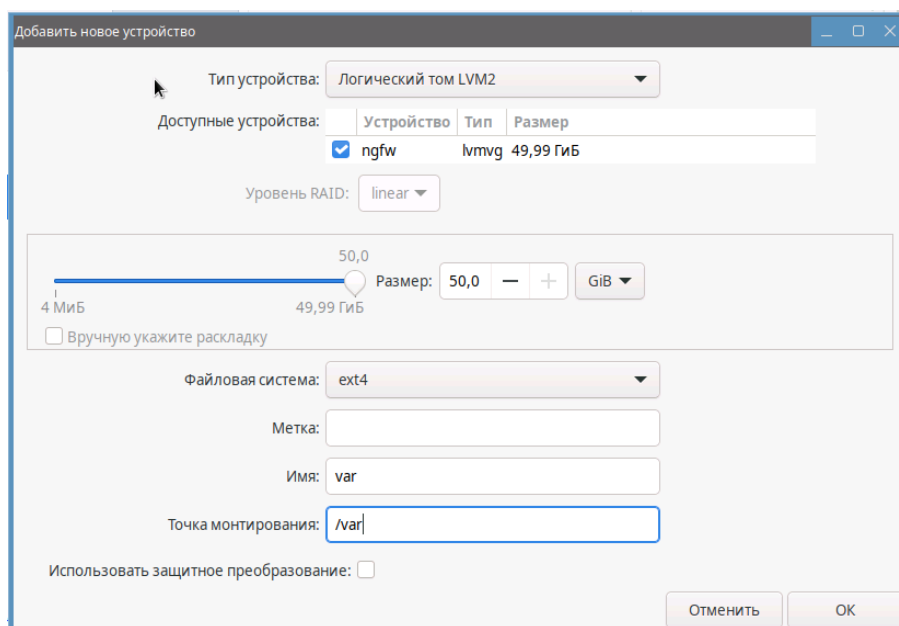 Добавить новое устройство
Тип устройства: Логический том LVM2
Доступные устройства: Устройство Тип Размер
ngfw lvmvg 49,99 ГиБ
Уровень RAID: linear
50,0
Размер: 50,0 GiB
4 МиБ 49,99 ГиБ
Вручную укажите раскладку
Файловая система: ext4
Метка:
Имя: var
Точка монтирования: /var
Использовать защитное преобразование:
Отменить ОК